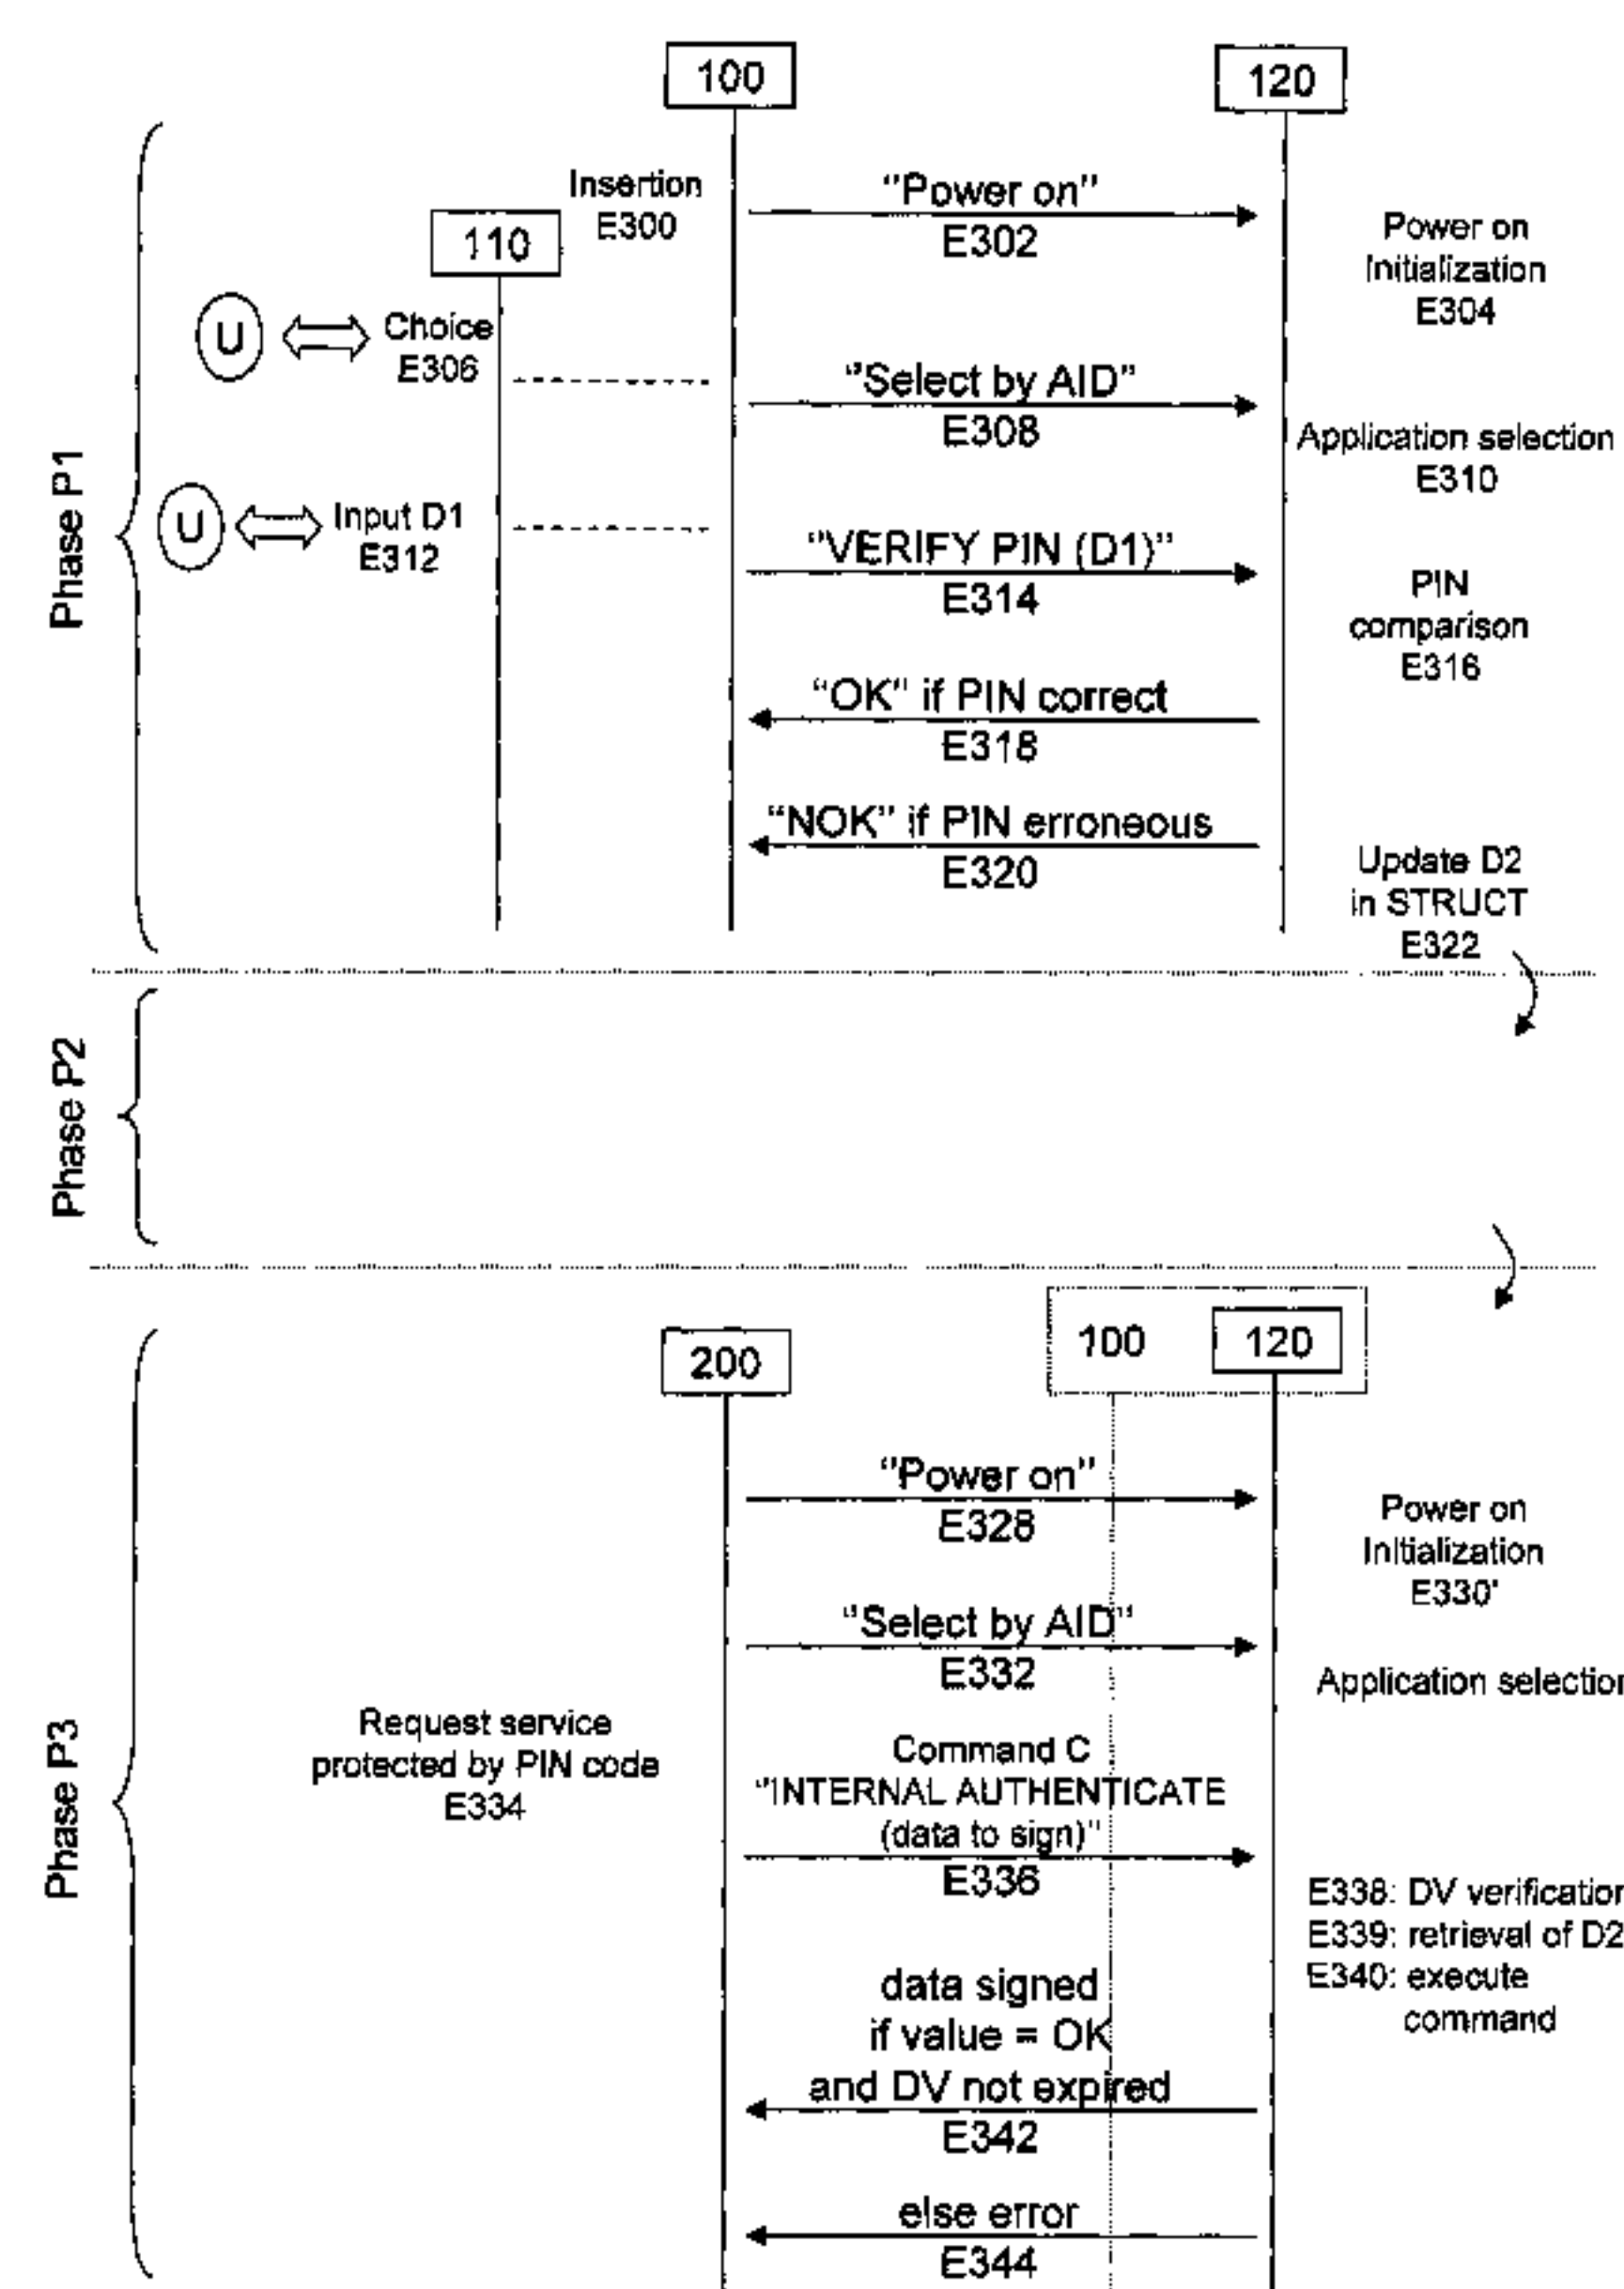 100
120
Insertion
E300
"Power on"
E302
110
Power on
Initialization
E304
U
Choice
E306
"Select by AID"
E308
Application selection
E310
Phase P1
U
Input D1
E312
"VERIFY PIN (D1)"
E314
PIN
comparison
E316
"OK" if PIN correct
E318
"NOK" if PIN erroneous
E320
Update D2
in STRUCT
E322
Phase P2
200
100
120
"Power on"
E328
Power on
Initialization
E330'
"Select by AID"
E332
Application selection
Phase P3
Request service
protected by PIN code
E334
Command C
"INTERNAL AUTHENTICATE
(data to sign)"
E336
E338: DV verification
E339: retrieval of D2
E340: execute
command
data signed
if value = OK
and DV not expired
E342
else error
E344